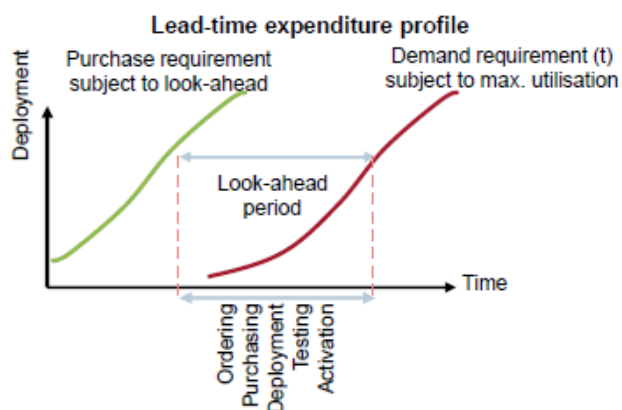 Lead-time expenditure profile
Purchase requirement
subject to look-ahead
Demand requirement (t)
subject to max. utilisation
Deployment
Look-ahead
period
Time
Ordering
Purchasing
Deployment
Testing
Activation